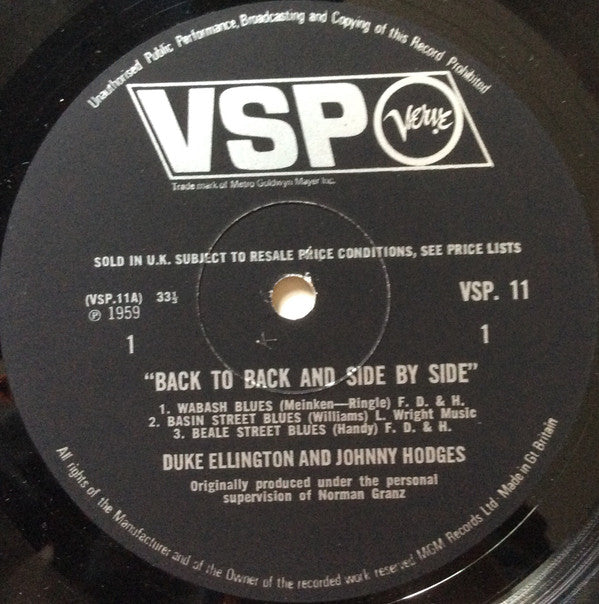 Unauthorised Public Performance, Broadcasting and Copying of this Record Prohibited
VSP Verve
Trade mark of Metro Goldwyn Mayer Inc.
SOLD IN U.K. SUBJECT TO RESALE PRICE CONDITIONS, SEE PRICE LISTS
(VSP.11A) 33⅓ VSP. 11
℗ 1959
1 1
"BACK TO BACK AND SIDE BY SIDE"
1. WABASH BLUES (Meinken—Ringle) F. D. & H.
2. BASIN STREET BLUES (Williams) L. Wright Music
3. BEALE STREET BLUES (Handy) F. D. & H.
DUKE ELLINGTON AND JOHNNY HODGES
Originally produced under the personal
supervision of Norman Granz
All rights of the Manufacturer and of the Owner of the recorded work reserved MGM Records Ltd. Made in Gt Britain